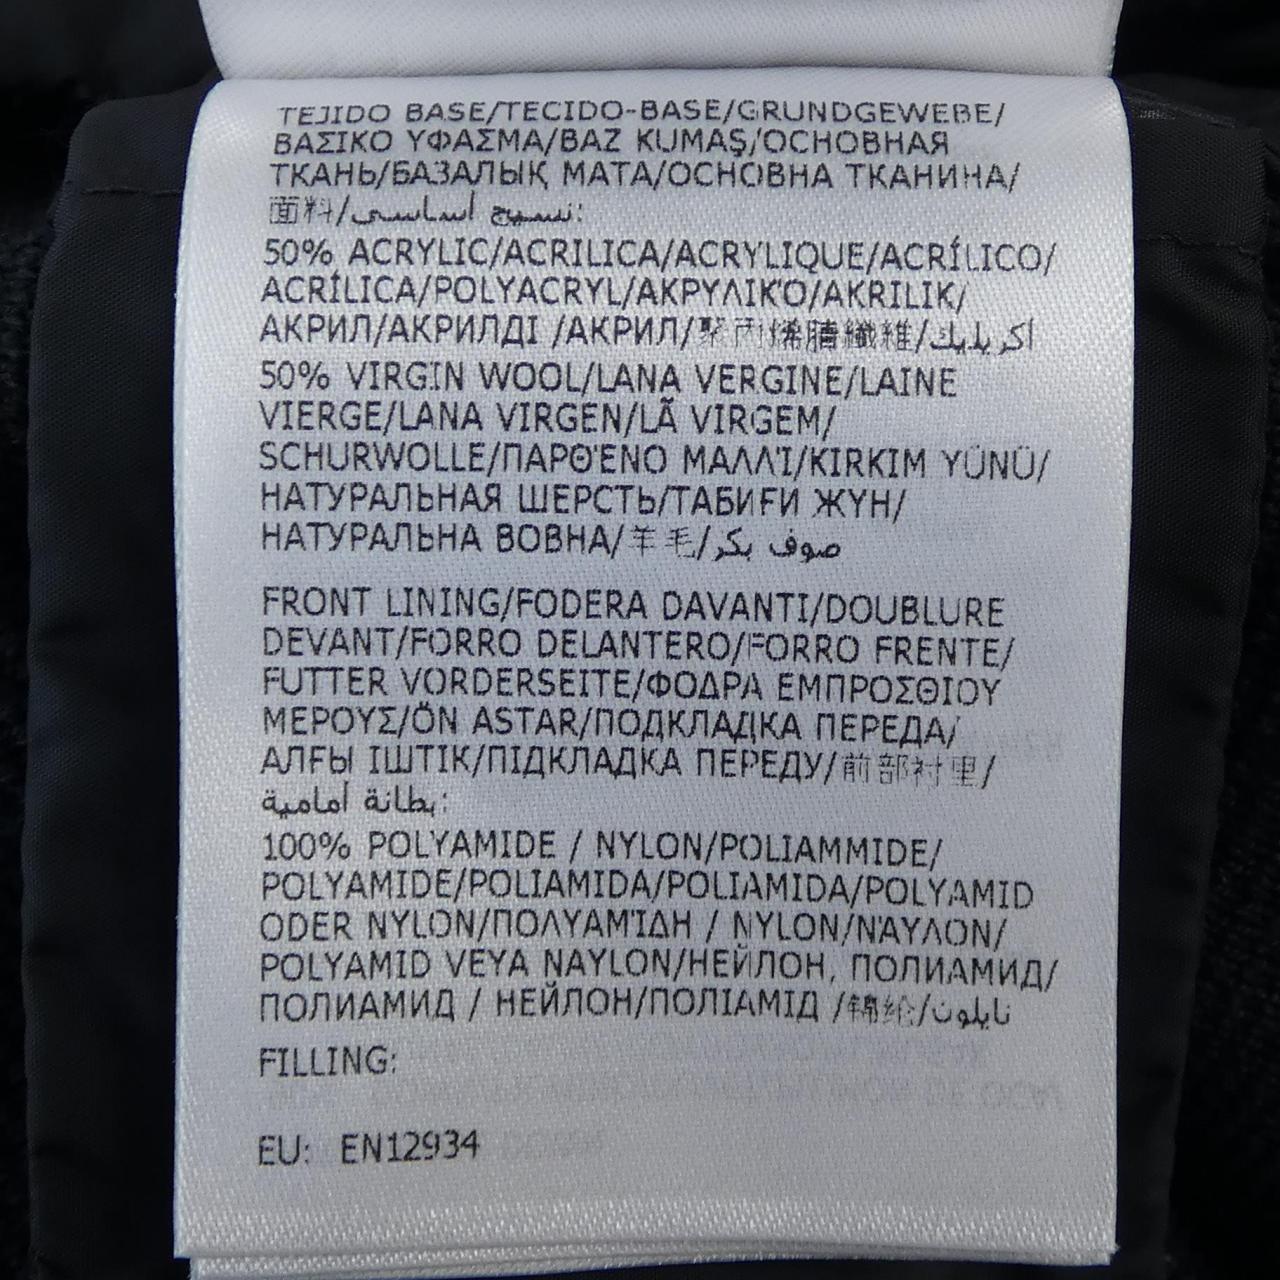 TEJIDO BASE/TECIDO-BASE/GRUNDGEWEBE/
ΒΑΣΙΚΟ ΥΦΑΣΜΑ/BAZ KUMAŞ/ОСНОВНАЯ
ТКАНЬ/БАЗАЛЫҚ МАТА/ОСНОВНА ТКАНИНА/
面料/نسيج أساسي:
50% ACRYLIC/ACRILICA/ACRYLIQUE/ACRÍLICO/
ACRÍLICA/POLYACRYL/ΑΚΡΥΛΙΚΌ/AKRILIK/
АКРИЛ/АКРИЛДІ /АКРИЛ/聚丙烯腈纖維/أكريليك
50% VIRGIN WOOL/LANA VERGINE/LAINE
VIERGE/LANA VIRGEN/LÃ VIRGEM/
SCHURWOLLE/ΠΑΡΘΈΝΟ ΜΑΛΛΊ/KIRKIM YÜNÜ/
НАТУРАЛЬНАЯ ШЕРСТЬ/ТАБИҒИ ЖҮН/
НАТУРАЛЬНА ВОВНА/羊毛/صوف بكر
FRONT LINING/FODERA DAVANTI/DOUBLURE
DEVANT/FORRO DELANTERO/FORRO FRENTE/
FUTTER VORDERSEITE/ΦΟΔΡΑ ΕΜΠΡΟΣΘΙΟΥ
ΜΕΡΟΥΣ/ÖN ASTAR/ПОДКЛАДКА ПЕРЕДА/
АЛҒЫ ІШТІК/ПІДКЛАДКА ПЕРЕДУ/前部衬里/
بطانة أمامية:
100% POLYAMIDE / NYLON/POLIAMMIDE/
POLYAMIDE/POLIAMIDA/POLIAMIDA/POLYAMID
ODER NYLON/ΠΟΛΥΑΜΊΔΗ / NYLON/ΝΆΥΛΟΝ/
POLYAMID VEYA NAYLON/НЕЙЛОН, ПОЛИАМИД/
ПОЛИАМИД / НЕЙЛОН/ПОЛІАМІД /锦纶/نايلون
FILLING:
EU: EN12934